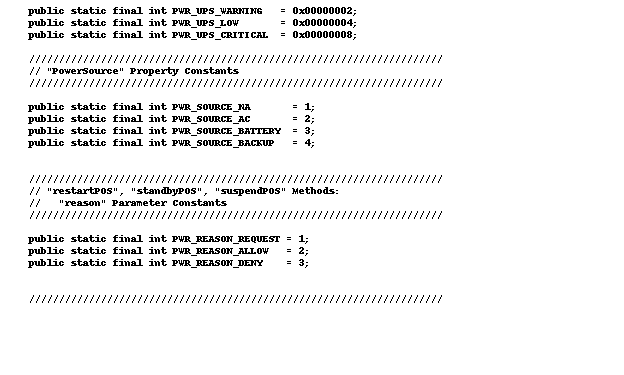 public static final int PWR_UPS_WARNING   = 0x00000002;
public static final int PWR_UPS_LOW       = 0x00000004;
public static final int PWR_UPS_CRITICAL  = 0x00000008;
/////////////////////////////////////////////////////////////////////
// "PowerSource" Property Constants
/////////////////////////////////////////////////////////////////////
public static final int PWR_SOURCE_NA       = 1;
public static final int PWR_SOURCE_AC       = 2;
public static final int PWR_SOURCE_BATTERY  = 3;
public static final int PWR_SOURCE_BACKUP   = 4;
/////////////////////////////////////////////////////////////////////
// "restartPOS", "standbyPOS", "suspendPOS" Methods:
//   "reason" Parameter Constants
/////////////////////////////////////////////////////////////////////
public static final int PWR_REASON_REQUEST = 1;
public static final int PWR_REASON_ALLOW   = 2;
public static final int PWR_REASON_DENY    = 3;
/////////////////////////////////////////////////////////////////////